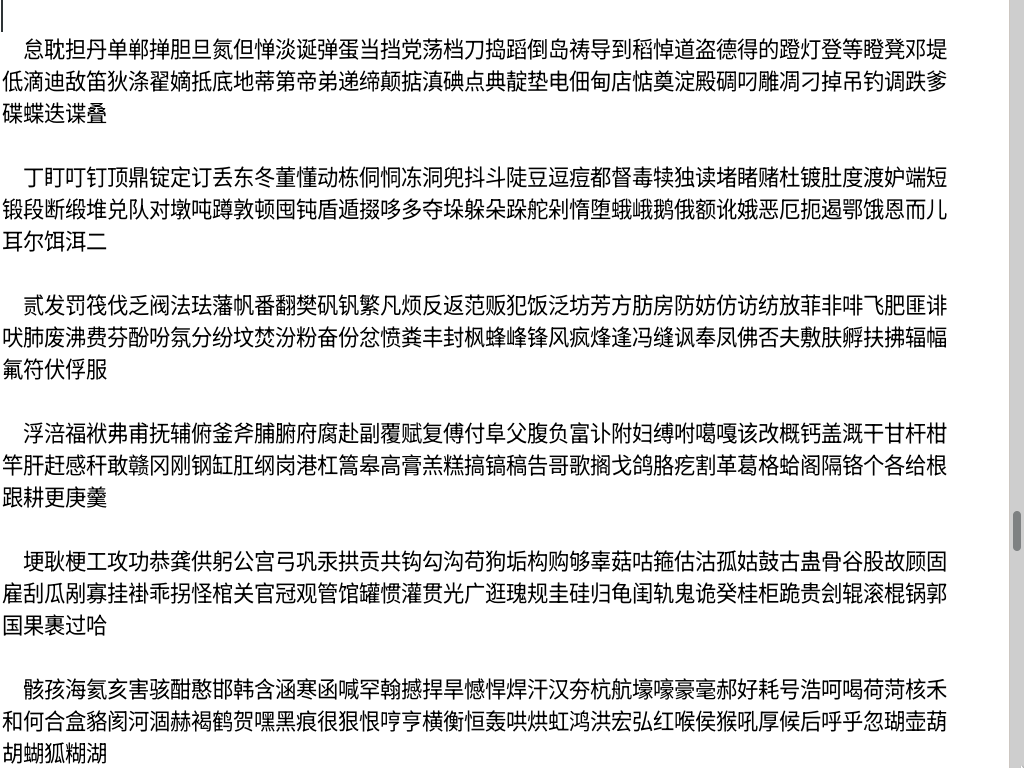 怠耽担丹单郸掸胆旦氮但惮淡诞弹蛋当挡党荡档刀捣蹈倒岛祷导到稻悼道盗德得的蹬灯登等瞪凳邓堤
低滴迪敌笛狄涤翟嫡抵底地蒂第帝弟递缔颠掂滇碘点典靛垫电佃甸店惦奠淀殿碉叼雕凋刁掉吊钓调跌爹
碟蝶迭谍叠
丁盯叮钉顶鼎锭定订丢东冬董懂动栋侗恫冻洞兜抖斗陡豆逗痘都督毒犊独读堵睹赌杜镀肚度渡妒端短
锻段断缎堆兑队对墩吨蹲敦顿囤钝盾遁掇哆多夺垛躲朵跺舵剁惰堕蛾峨鹅俄额讹娥恶厄扼遏鄂饿恩而儿
耳尔饵洱二
贰发罚筏伐乏阀法珐藩帆番翻樊矾钒繁凡烦反返范贩犯饭泛坊芳方肪房防妨仿访纺放菲非啡飞肥匪诽
吠肺废沸费芬酚吩氛分纷坟焚汾粉奋份忿愤粪丰封枫蜂峰锋风疯烽逢冯缝讽奉凤佛否夫敷肤孵扶拂辐幅
氟符伏俘服
浮涪福袱弗甫抚辅俯釜斧脯腑府腐赴副覆赋复傅付阜父腹负富讣附妇缚咐噶嘎该改概钙盖溉干甘杆柑
竿肝赶感秆敢赣冈刚钢缸肛纲岗港杠篙皋高膏羔糕搞镐稿告哥歌搁戈鸽胳疙割革葛格蛤阁隔铬个各给根
跟耕更庚羹
埂耿梗工攻功恭龚供躬公宫弓巩汞拱贡共钩勾沟苟狗垢构购够辜菇咕箍估沽孤姑鼓古蛊骨谷股故顾固
雇刮瓜剐寡挂褂乖拐怪棺关官冠观管馆罐惯灌贯光广逛瑰规圭硅归龟闺轨鬼诡癸桂柜跪贵刽辊滚棍锅郭
国果裹过哈
骸孩海氦亥害骇酣憨邯韩含涵寒函喊罕翰撼捍旱憾悍焊汗汉夯杭航壕嚎豪毫郝好耗号浩呵喝荷菏核禾
和何合盒貉阂河涸赫褐鹤贺嘿黑痕很狠恨哼亨横衡恒轰哄烘虹鸿洪宏弘红喉侯猴吼厚候后呼乎忽瑚壶葫
胡蝴狐糊湖